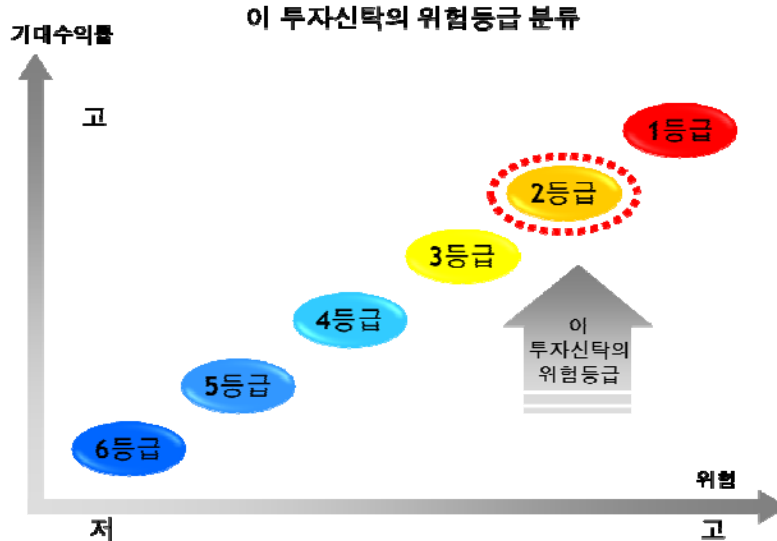 이 투자신탁의 위험등급 분류
기대수익률
고
1등급
2등급
3등급
4등급
이
투자신탁의
위험등급
5등급
6등급
위험
저
고